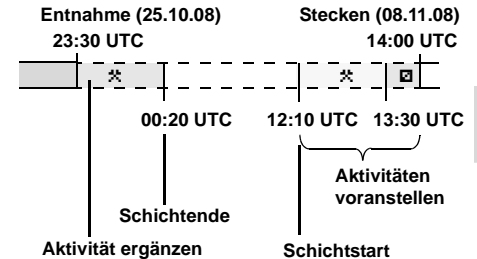 Entnahme (25.10.08) Stecken (08.11.08)
23:30 UTC 14:00 UTC
00:20 UTC 12:10 UTC 13:30 UTC
Aktivitäten
voranstellen
Schichtende
Aktivität ergänzen Schichtstart